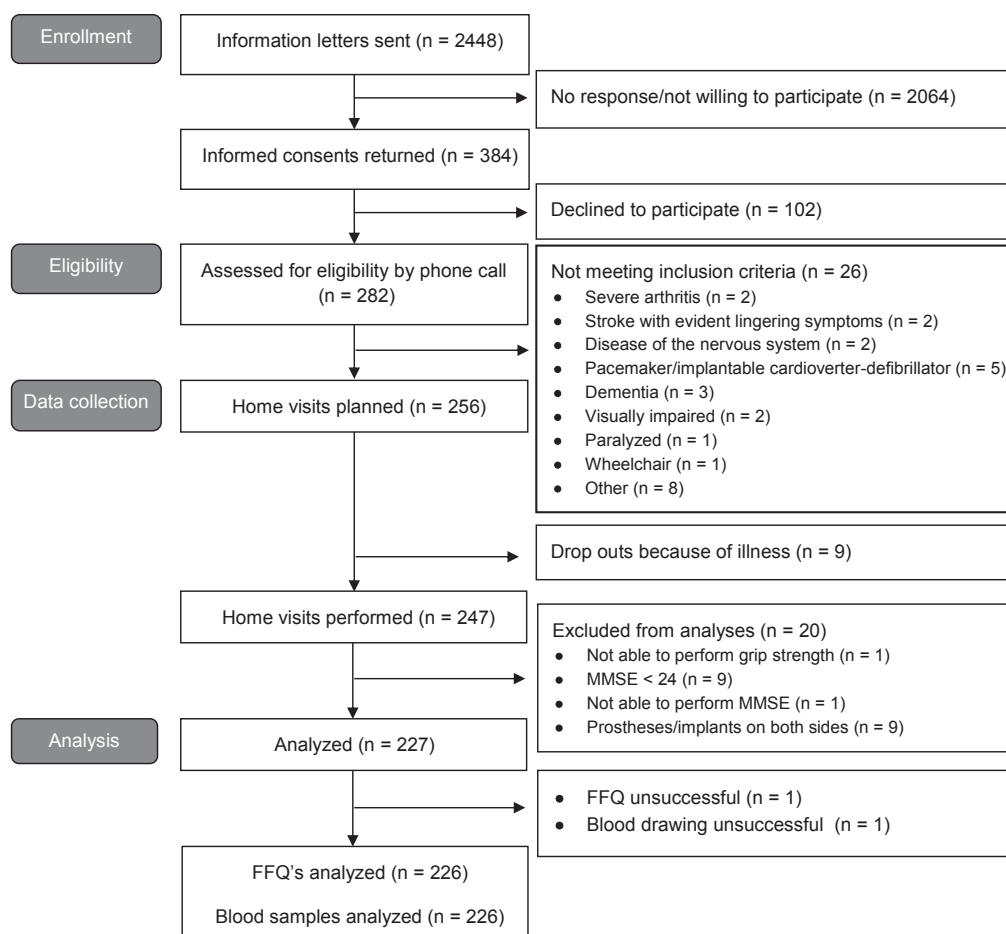 Enrollment
Information letters sent (n = 2448)
No response/not willing to participate (n = 2064)
Informed consents returned (n = 384)
Declined to participate (n = 102)
Eligibility
Assessed for eligibility by phone call
(n = 282)
Not meeting inclusion criteria (n = 26)
● Severe arthritis (n = 2)
● Stroke with evident lingering symptoms (n = 2)
● Disease of the nervous system (n = 2)
● Pacemaker/implantable cardioverter-defibrillator (n = 5)
● Dementia (n = 3)
● Visually impaired (n = 2)
● Paralyzed (n = 1)
● Wheelchair (n = 1)
● Other (n = 8)
Data collection
Home visits planned (n = 256)
Drop outs because of illness (n = 9)
Home visits performed (n = 247)
Excluded from analyses (n = 20)
● Not able to perform grip strength (n = 1)
● MMSE < 24 (n = 9)
● Not able to perform MMSE (n = 1)
● Prostheses/implants on both sides (n = 9)
Analysis
Analyzed (n = 227)
● FFQ unsuccessful (n = 1)
● Blood drawing unsuccessful (n = 1)
FFQ's analyzed (n = 226)
Blood samples analyzed (n = 226)